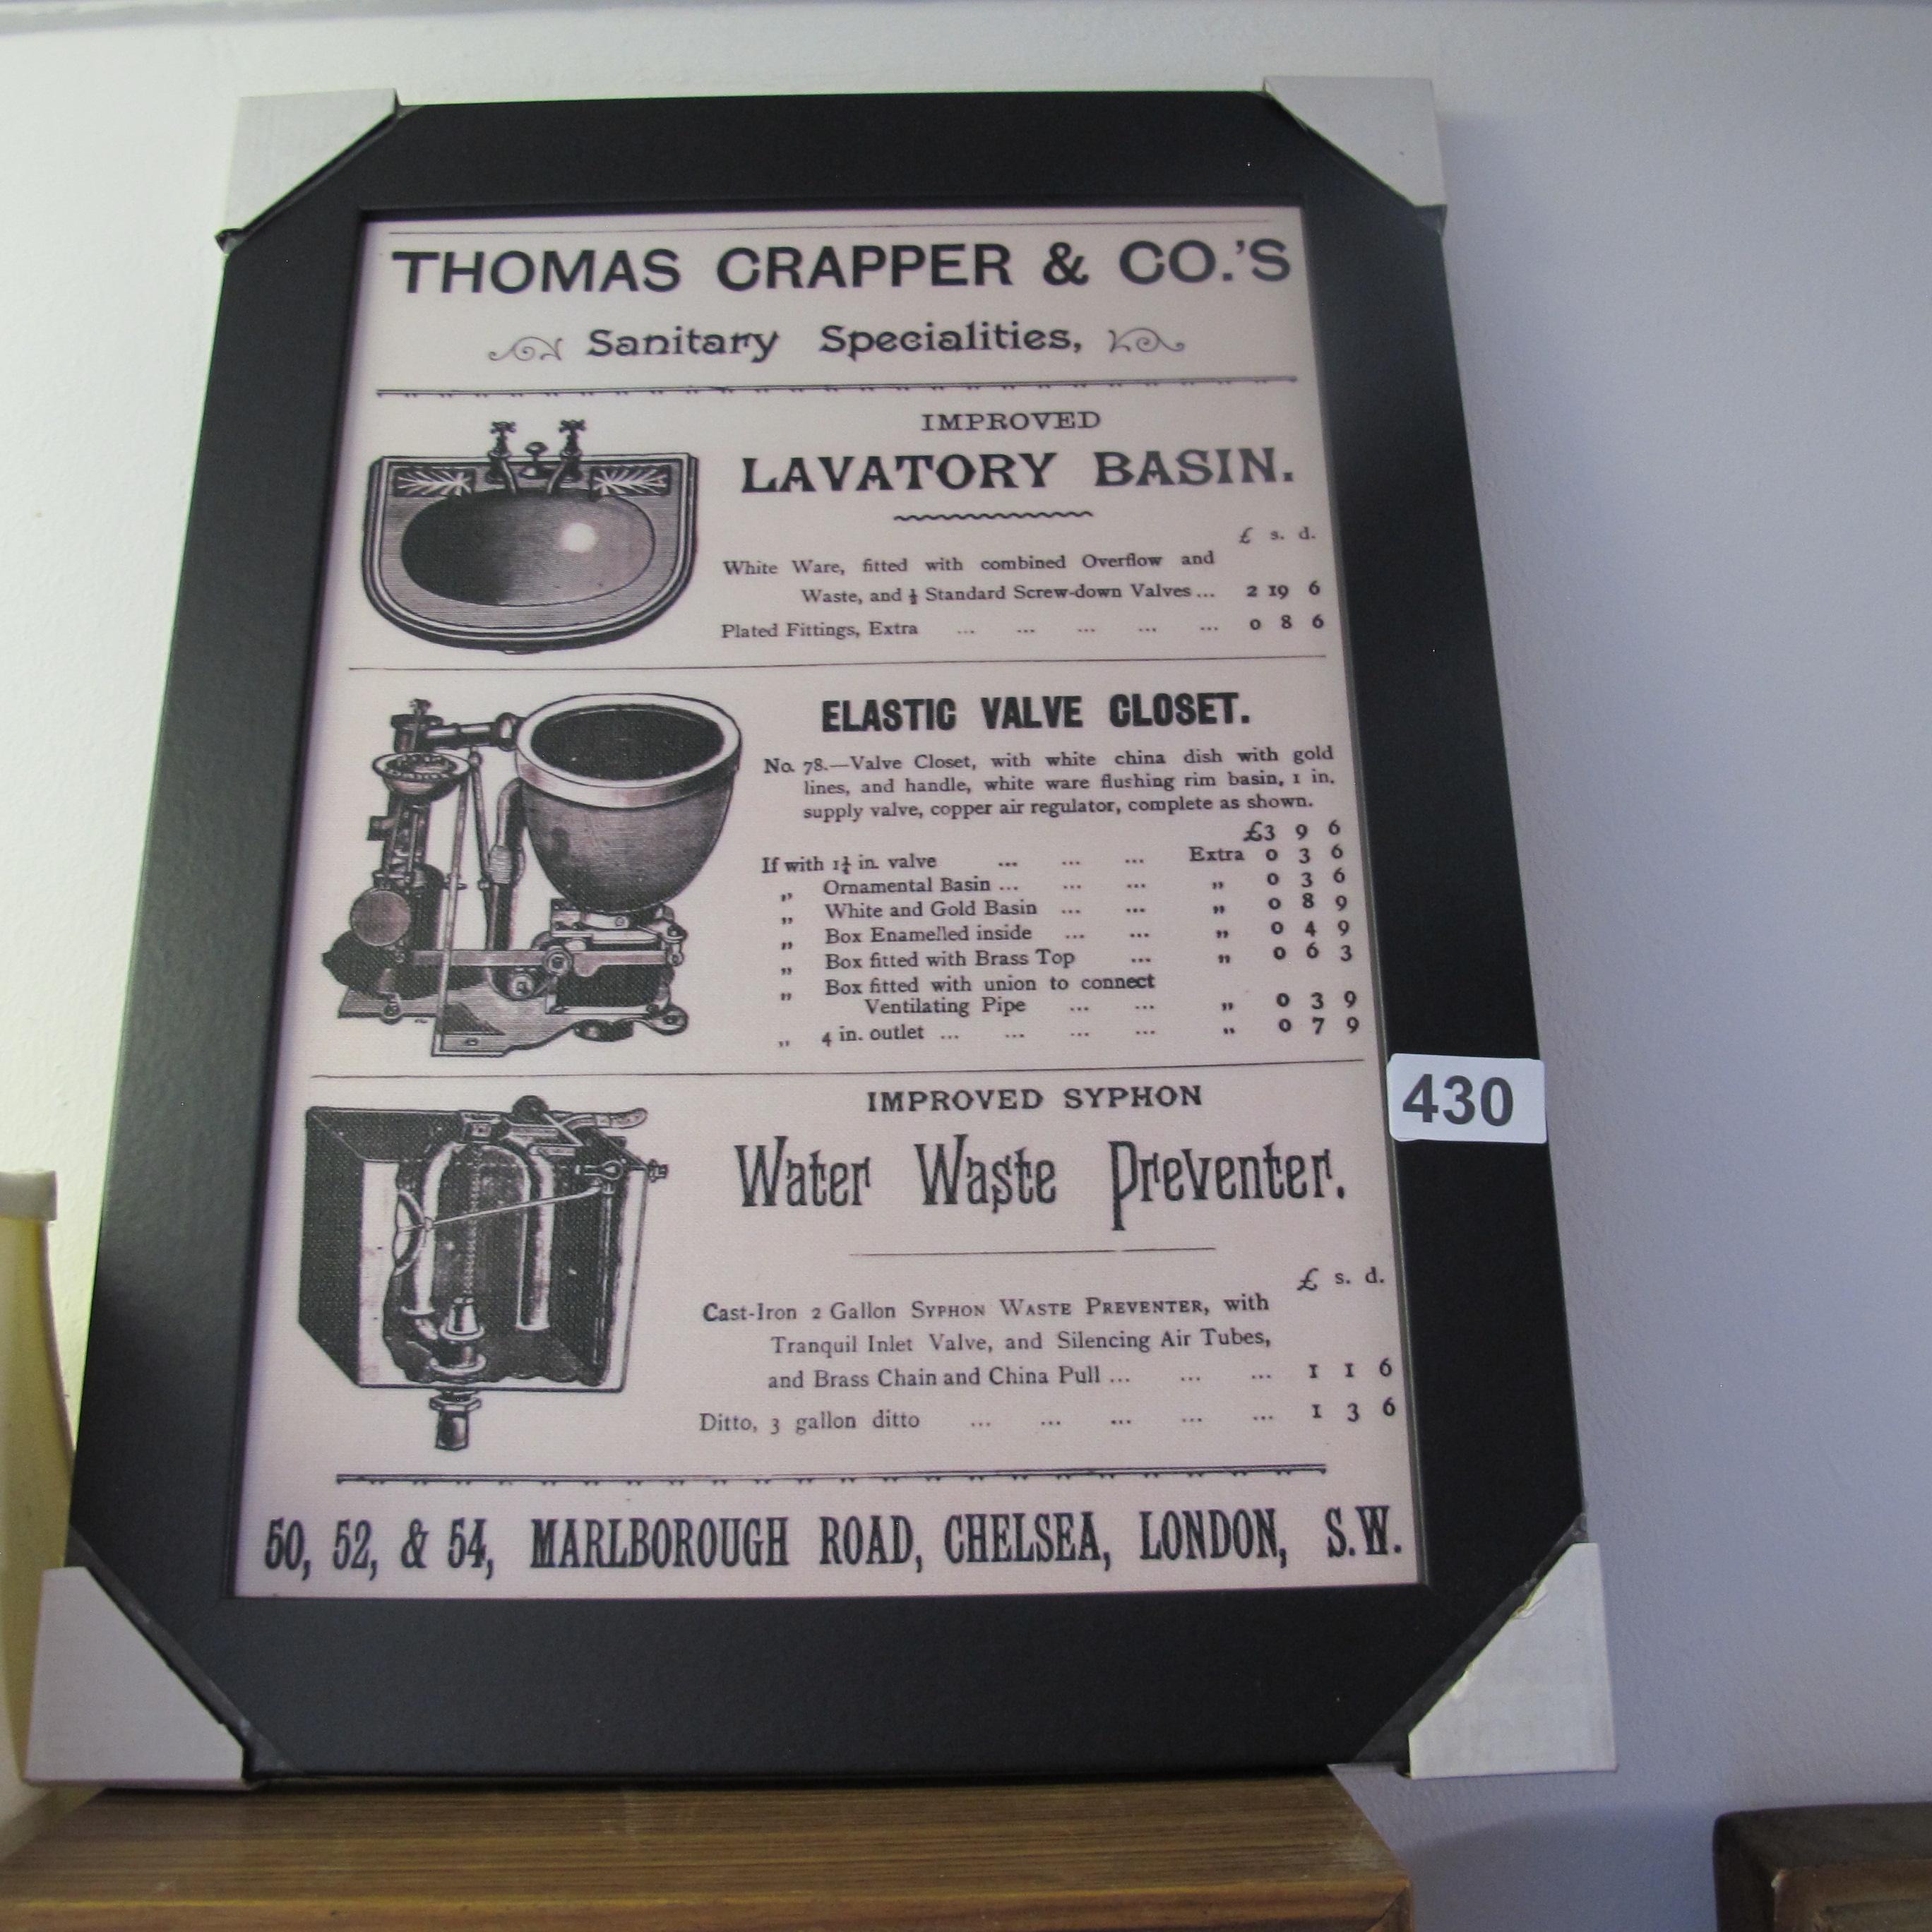 THOMAS CRAPPER & CO.'S
Sanitary Specialities,
IMPROVED
LAVATORY BASIN.
£ s. d.
White Ware, fitted with combined Overflow and
Waste, and ½ Standard Screw-down Valves ... 2 19 6
Plated Fittings, Extra ... ... ... ... ... 0 8 6
ELASTIC VALVE CLOSET.
No. 78.—Valve Closet, with white china dish with gold
lines, and handle, white ware flushing rim basin, 1 in.
supply valve, copper air regulator, complete as shown.
£3 9 6
If with 1¼ in. valve ... ... ... Extra 0 3 6
„ Ornamental Basin ... ... ... „ 0 3 6
„ White and Gold Basin ... ... „ 0 8 9
„ Box Enamelled inside ... ... „ 0 4 9
„ Box fitted with Brass Top ... „ 0 6 3
„ Box fitted with union to connect
Ventilating Pipe ... ... „ 0 3 9
„ 4 in. outlet ... ... ... ... „ 0 7 9
430
IMPROVED SYPHON
Water Waste Preventer.
£ s. d.
Cast-Iron 2 Gallon SYPHON WASTE PREVENTER, with
Tranquil Inlet Valve, and Silencing Air Tubes,
and Brass Chain and China Pull ... ... ... 1 1 6
Ditto, 3 gallon ditto ... ... ... ... ... 1 3 6
50, 52, & 54, MARLBOROUGH ROAD, CHELSEA, LONDON, S.W.